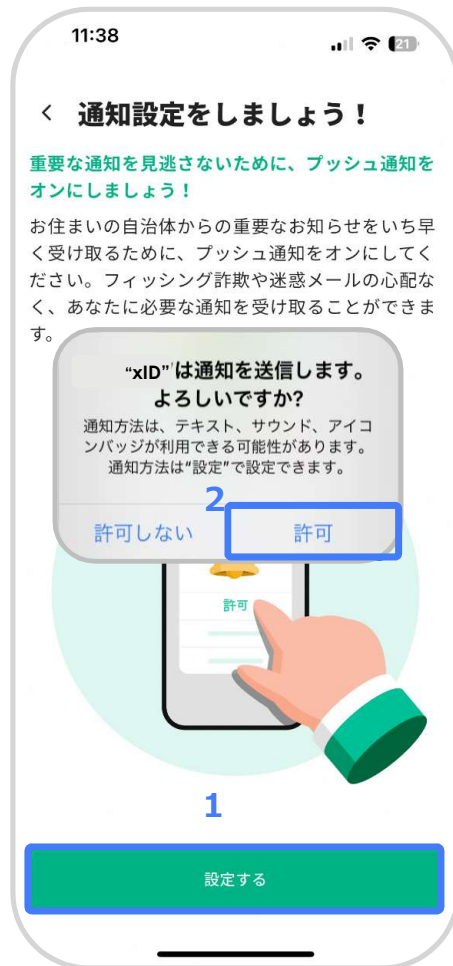 11:38
21
通知設定をしましょう！
重要な通知を見逃さないために、プッシュ通知を
オンにしましょう！
お住まいの自治体からの重要なお知らせをいち早
く受け取るために、プッシュ通知をオンにしてく
ださい。フィッシング詐欺や迷惑メールの心配な
く、あなたに必要な通知を受け取ることができま
す。
“xID”は通知を送信します。
よろしいですか?
通知方法は、テキスト、サウンド、アイコ
ンバッジが利用できる可能性があります。
通知方法は"設定"で設定できます。
2
許可しない 許可
許可
1
設定する